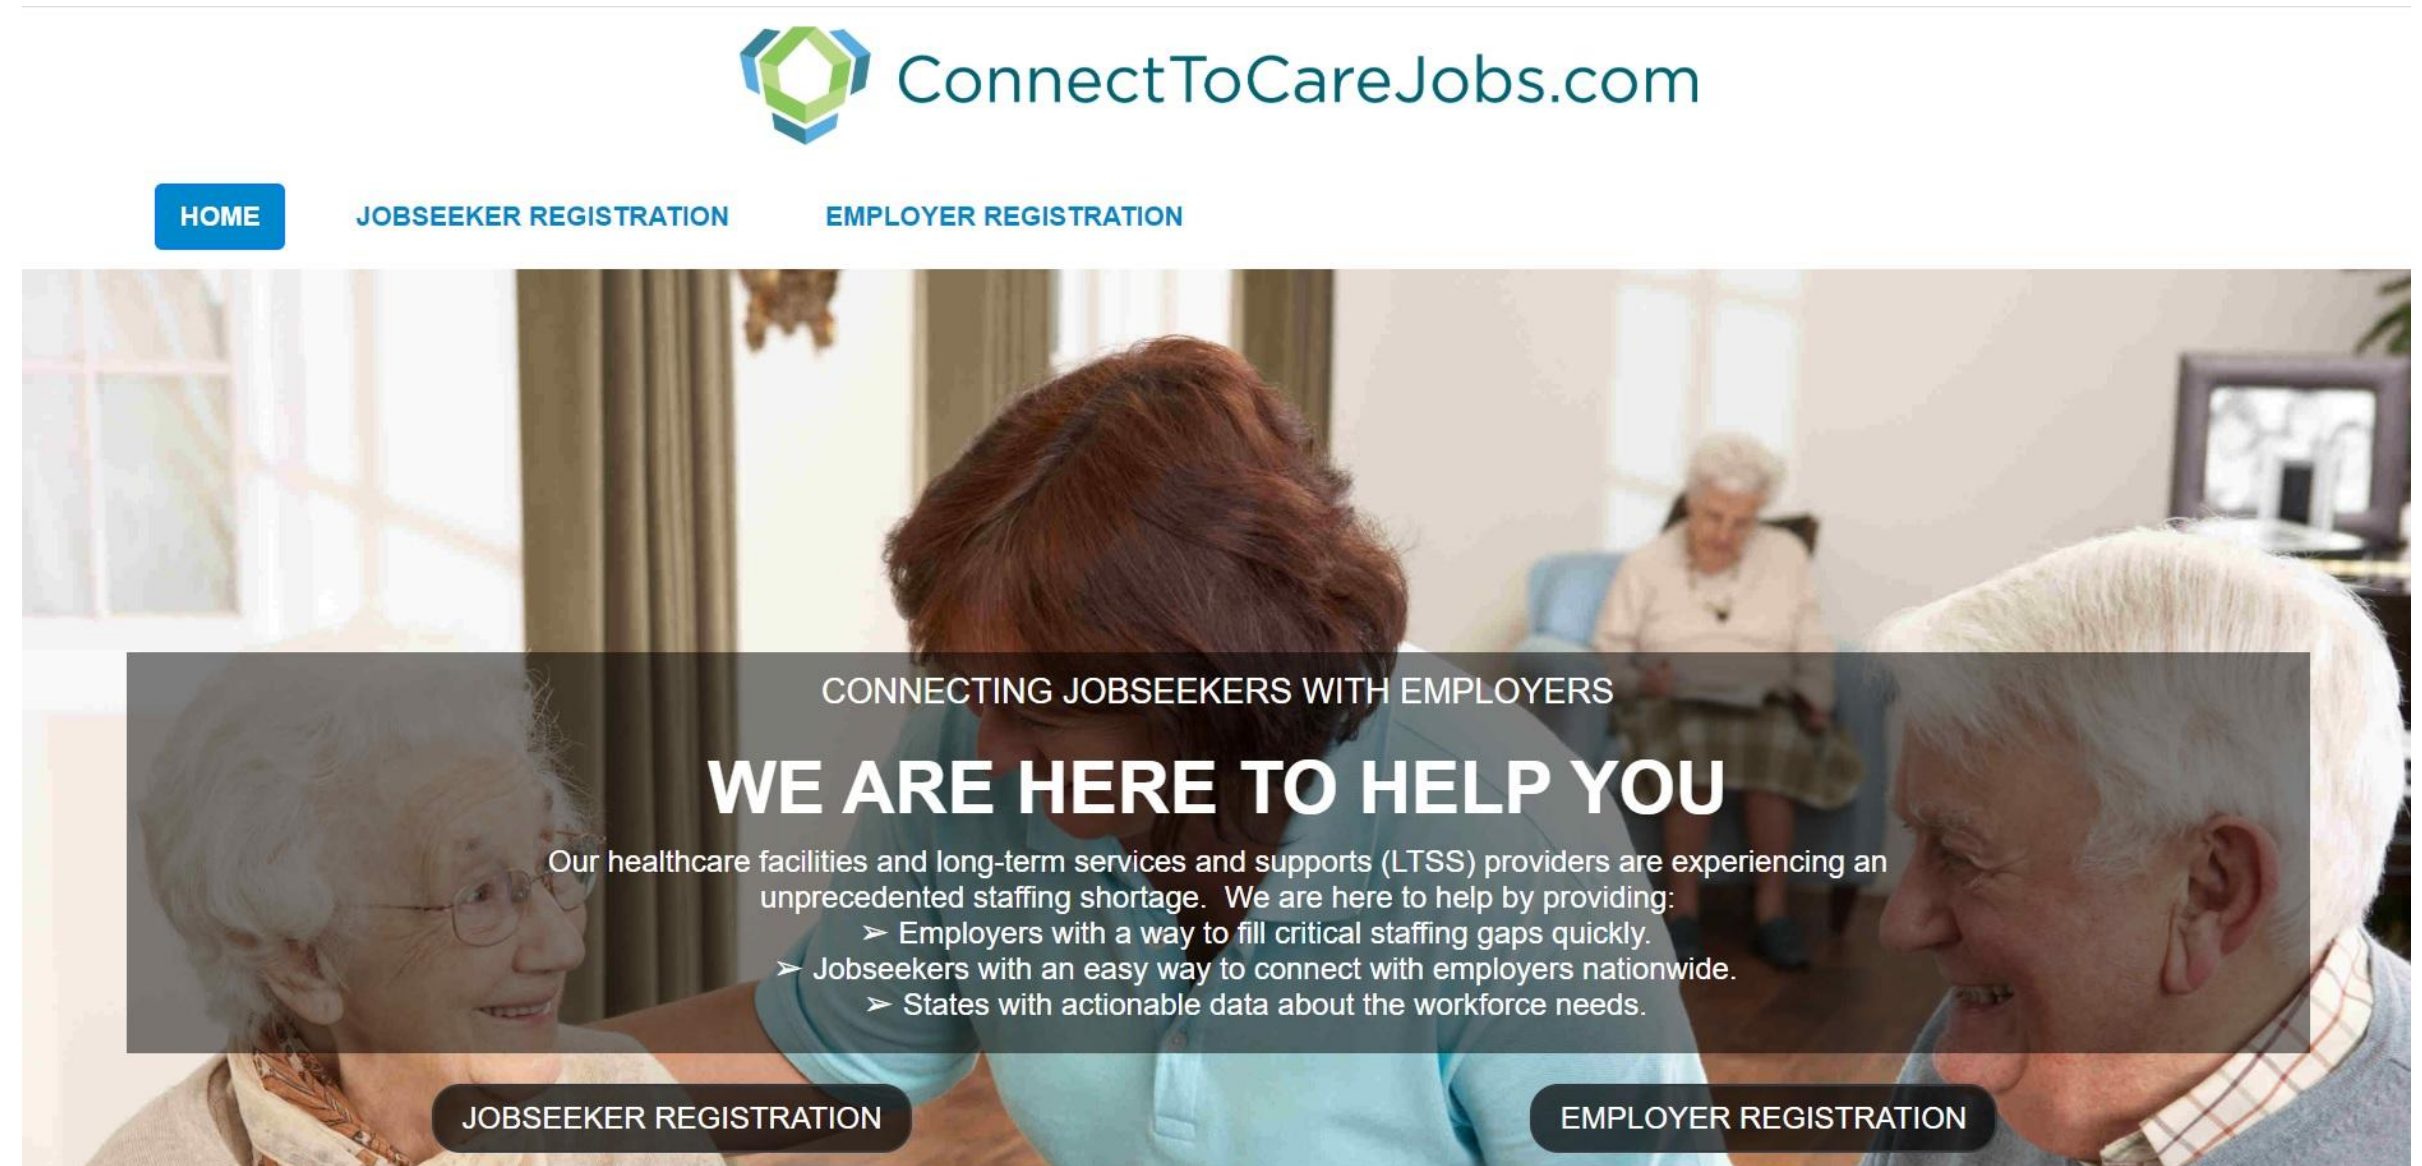 ConnectToCareJobs.com
HOME
JOBSEEKER REGISTRATION
EMPLOYER REGISTRATION
CONNECTING JOBSEEKERS WITH EMPLOYERS
WE ARE HERE TO HELP YOU
Our healthcare facilities and long-term services and supports (LTSS) providers are experiencing an
unprecedented staffing shortage.  We are here to help by providing:
➢ Employers with a way to fill critical staffing gaps quickly.
➢ Jobseekers with an easy way to connect with employers nationwide.
➢ States with actionable data about the workforce needs.
JOBSEEKER REGISTRATION
EMPLOYER REGISTRATION